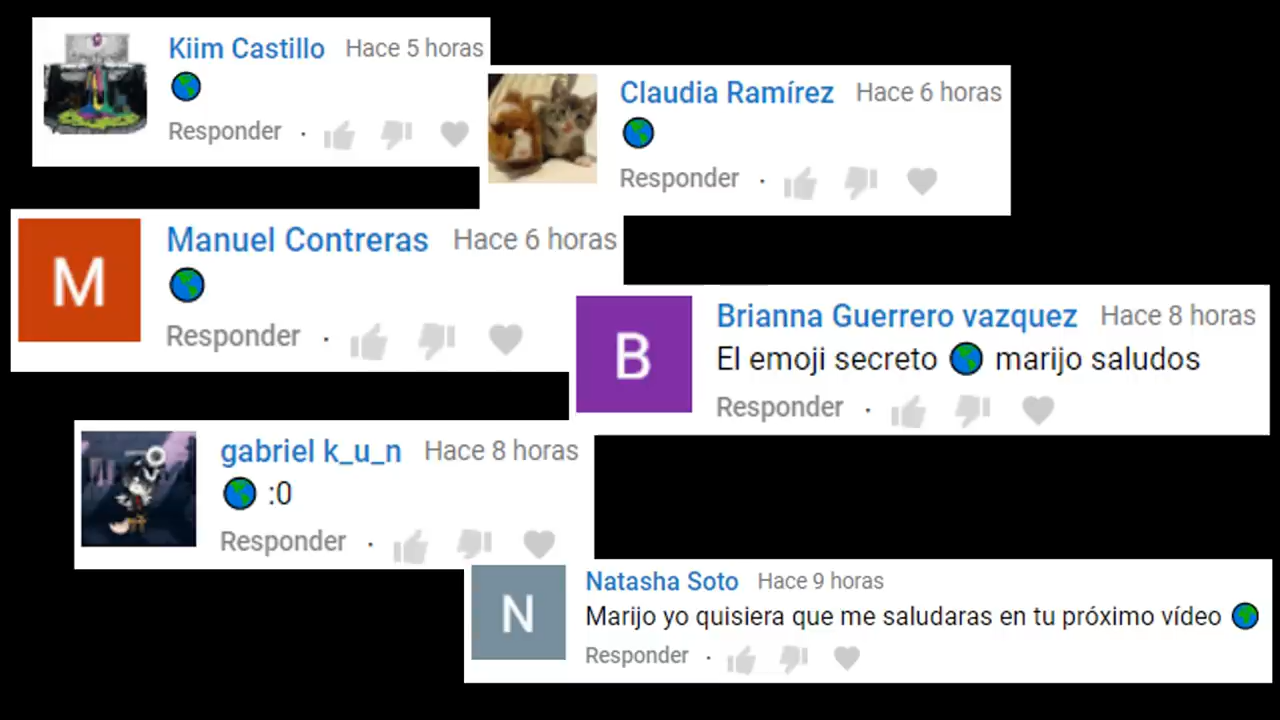 Kiim Castillo Hace 5 horas
🌎
Responder ·
Claudia Ramírez Hace 6 horas
🌎
Responder ·
M
Manuel Contreras Hace 6 horas
🌎
Responder ·
B
Brianna Guerrero vazquez Hace 8 horas
El emoji secreto 🌎 marijo saludos
Responder ·
gabriel k_u_n Hace 8 horas
🌎 :0
Responder ·
N
Natasha Soto Hace 9 horas
Marijo yo quisiera que me saludaras en tu próximo vídeo 🌎
Responder ·